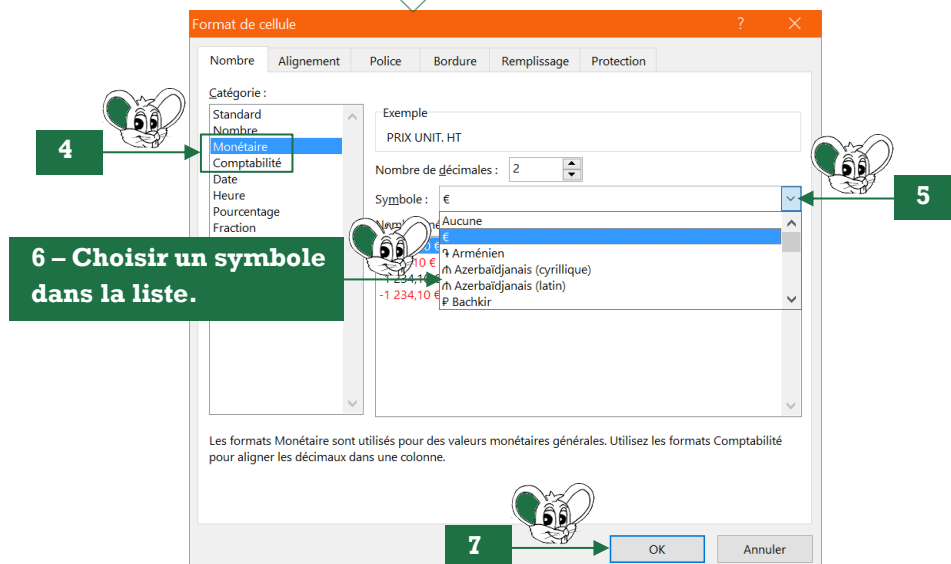 Format de cellule ?
Nombre Alignement Police Bordure Remplissage Protection
Catégorie :
Standard
Nombre
Monétaire
Comptabilité
Date
Heure
Pourcentage
Fraction
4
Exemple
PRIX UNIT. HT
Nombre de décimales : 2
Symbole : €
5
Aucune
€
֏ Arménien
₼ Azerbaïdjanais (cyrillique)
₼ Azerbaïdjanais (latin)
₽ Bachkir
6 – Choisir un symbole
dans la liste.
-1 234,10 €
-1 234,10 €
Les formats Monétaire sont utilisés pour des valeurs monétaires générales. Utilisez les formats Comptabilité
pour aligner les décimaux dans une colonne.
7
OK Annuler